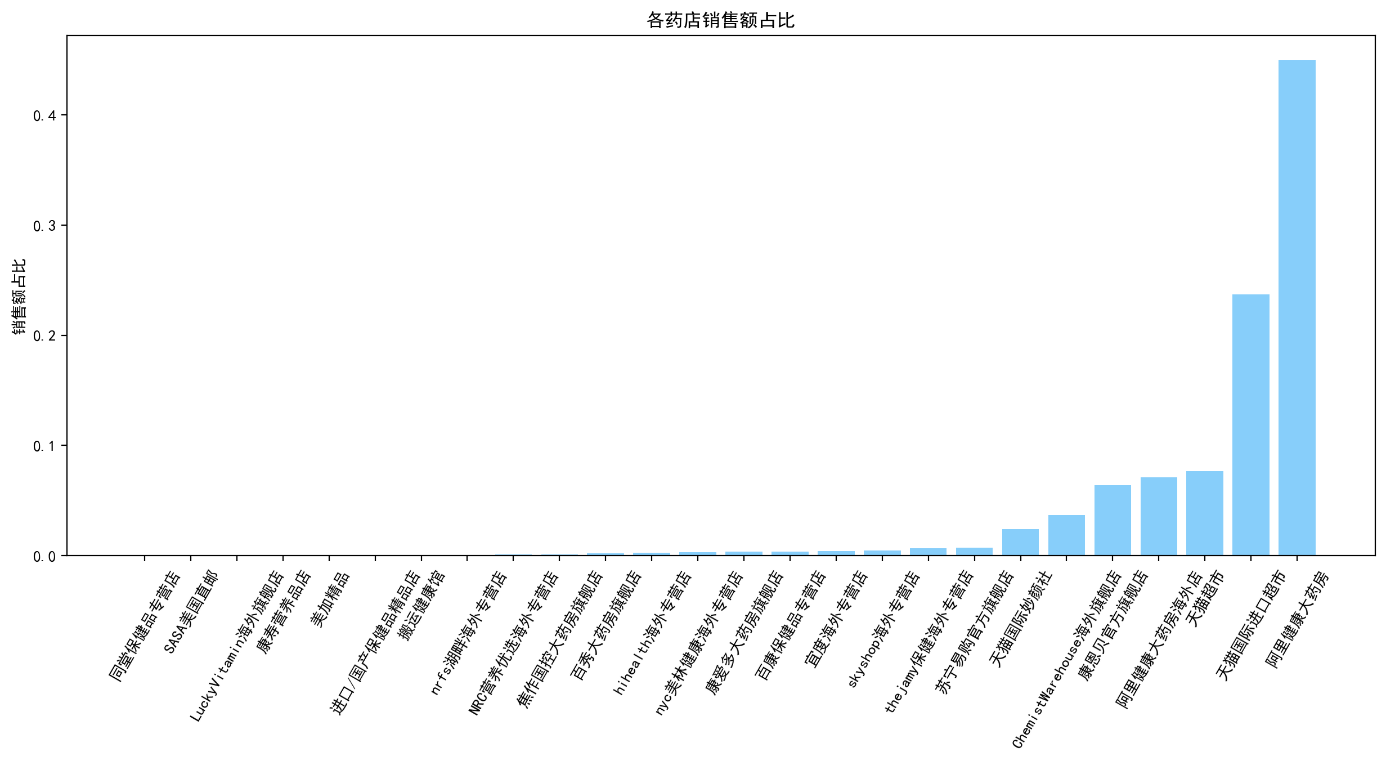 各药店销售额占比
销售额占比
0.4
0.3
0.2
0.1
0.0
同堂保健品专营店
SASA美国直邮
LuckyVitamin海外旗舰店
康寿营养品店
美加精品
进口/国产保健品精品店
搬运健康馆
nrfs湖畔海外专营店
NRC营养优选海外专营店
焦作国控大药房旗舰店
百秀大药房旗舰店
hihealth海外专营店
nyc美林健康海外专营店
康爱多大药房旗舰店
百康保健品专营店
宜度海外专营店
skyshop海外专营店
thejamy保健海外专营店
苏宁易购官方旗舰店
天猫国际妙颜社
ChemistWarehouse海外旗舰店
康恩贝官方旗舰店
阿里健康大药房海外店
天猫超市
天猫国际进口超市
阿里健康大药房